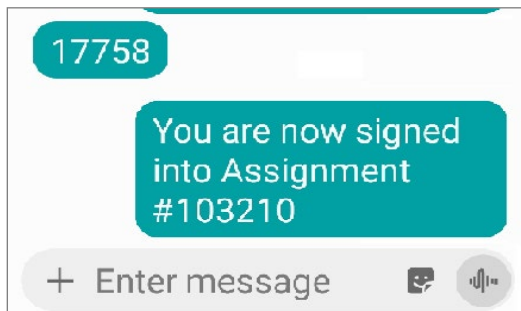 17758
You are now signed
into Assignment
#103210
+ Enter message